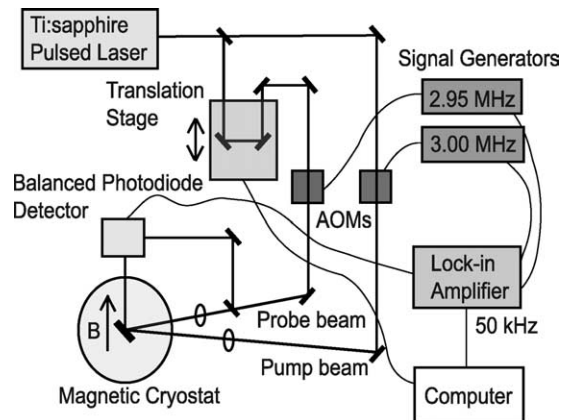 Ti:sapphire
Pulsed Laser
Signal Generators
Translation
Stage
2.95 MHz
3.00 MHz
Balanced Photodiode
Detector
AOMs
Lock-in
Amplifier
B
Probe beam
50 kHz
Pump beam
Magnetic Cryostat
Computer